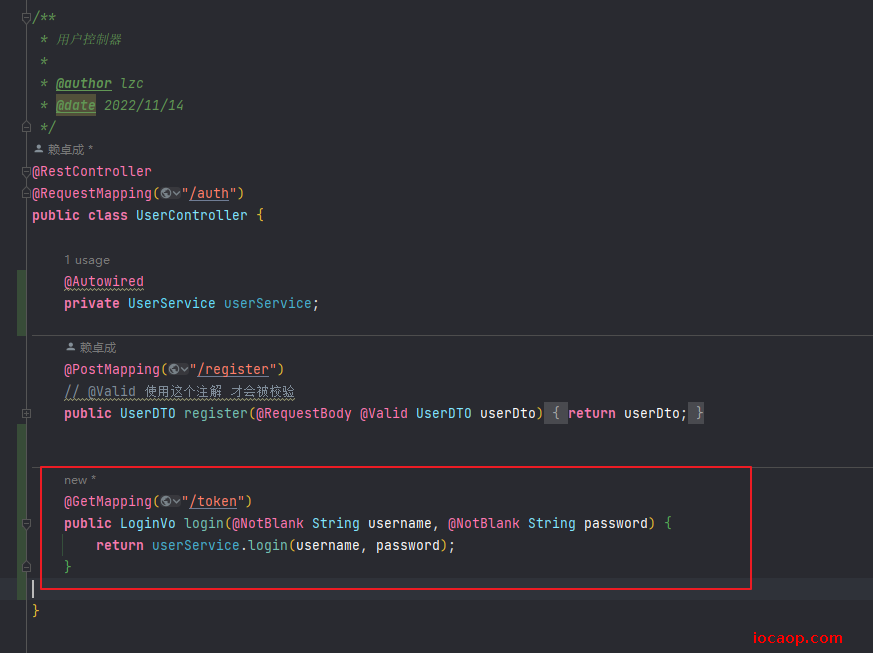 /**
* 用户控制器
*
* @author lzc
* @date 2022/11/14
*/
赖卓成 *
@RestController
@RequestMapping("/auth")
public class UserController {
1 usage
@Autowired
private UserService userService;
赖卓成
@PostMapping("/register")
// @Valid 使用这个注解 才会被校验
public UserDTO register(@RequestBody @Valid UserDTO userDto) { return userDto; }
new *
@GetMapping("/token")
public LoginVo login(@NotBlank String username, @NotBlank String password) {
return userService.login(username, password);
}
}
iocaop.com